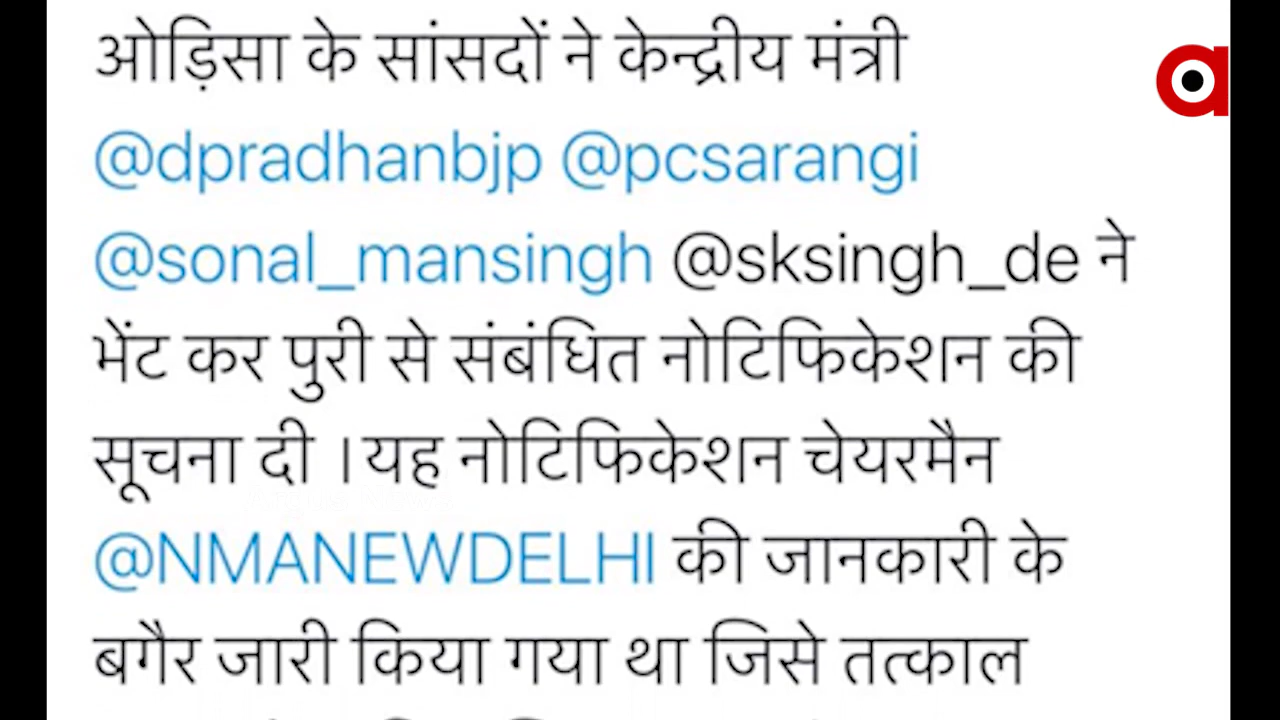 ओड़िसा के सांसदों ने केन्द्रीय मंत्री
@dpradhanbjp @pcsarangi
@sonal_mansingh @sksingh_de ने
भेंट कर पुरी से संबंधित नोटिफिकेशन की
सूचना दी ।यह नोटिफिकेशन चेयरमैन
@NMANEWDELHI की जानकारी के
बगैर जारी किया गया था जिसे तत्काल